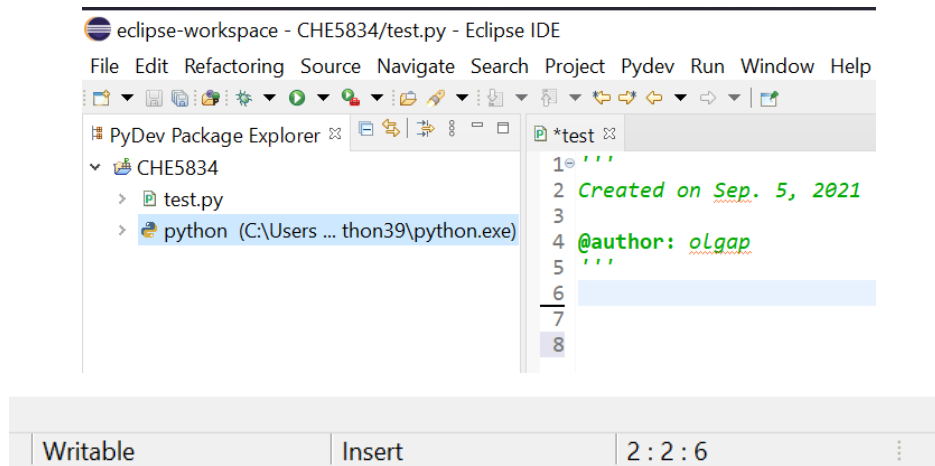 eclipse-workspace - CHE5834/test.py - Eclipse IDE
File Edit Refactoring Source Navigate Search Project Pydev Run Window Help
PyDev Package Explorer
CHE5834
test.py
python (C:\Users ... thon39\python.exe)
*test
1 '''
2 Created on Sep. 5, 2021
3
4 @author: olgap
5 '''
6
7
8
Writable Insert 2 : 2 : 6